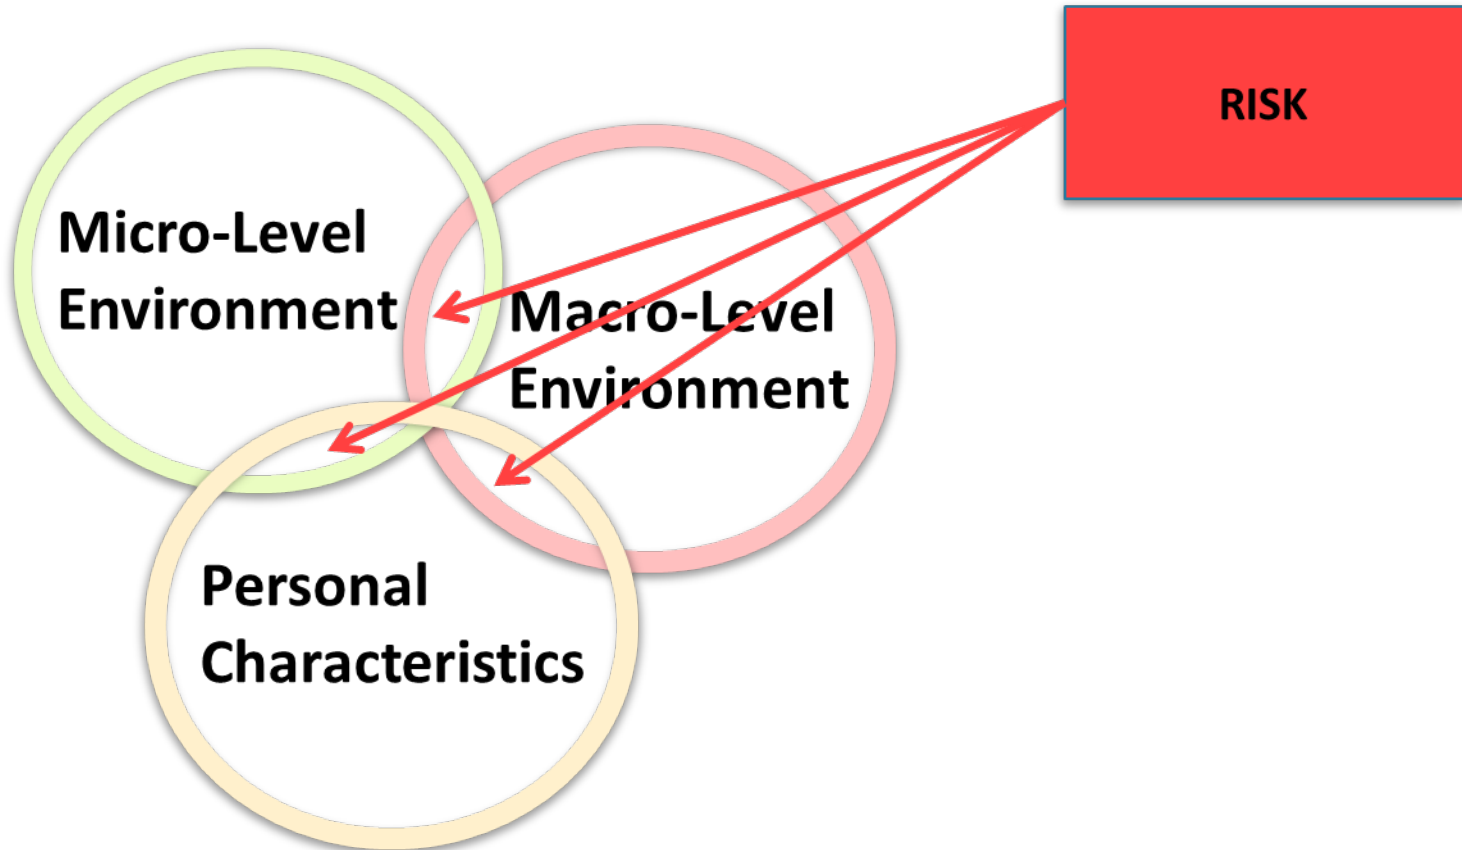 RISK
Micro-Level
Environment
Macro-Level
Environment
Personal
Characteristics